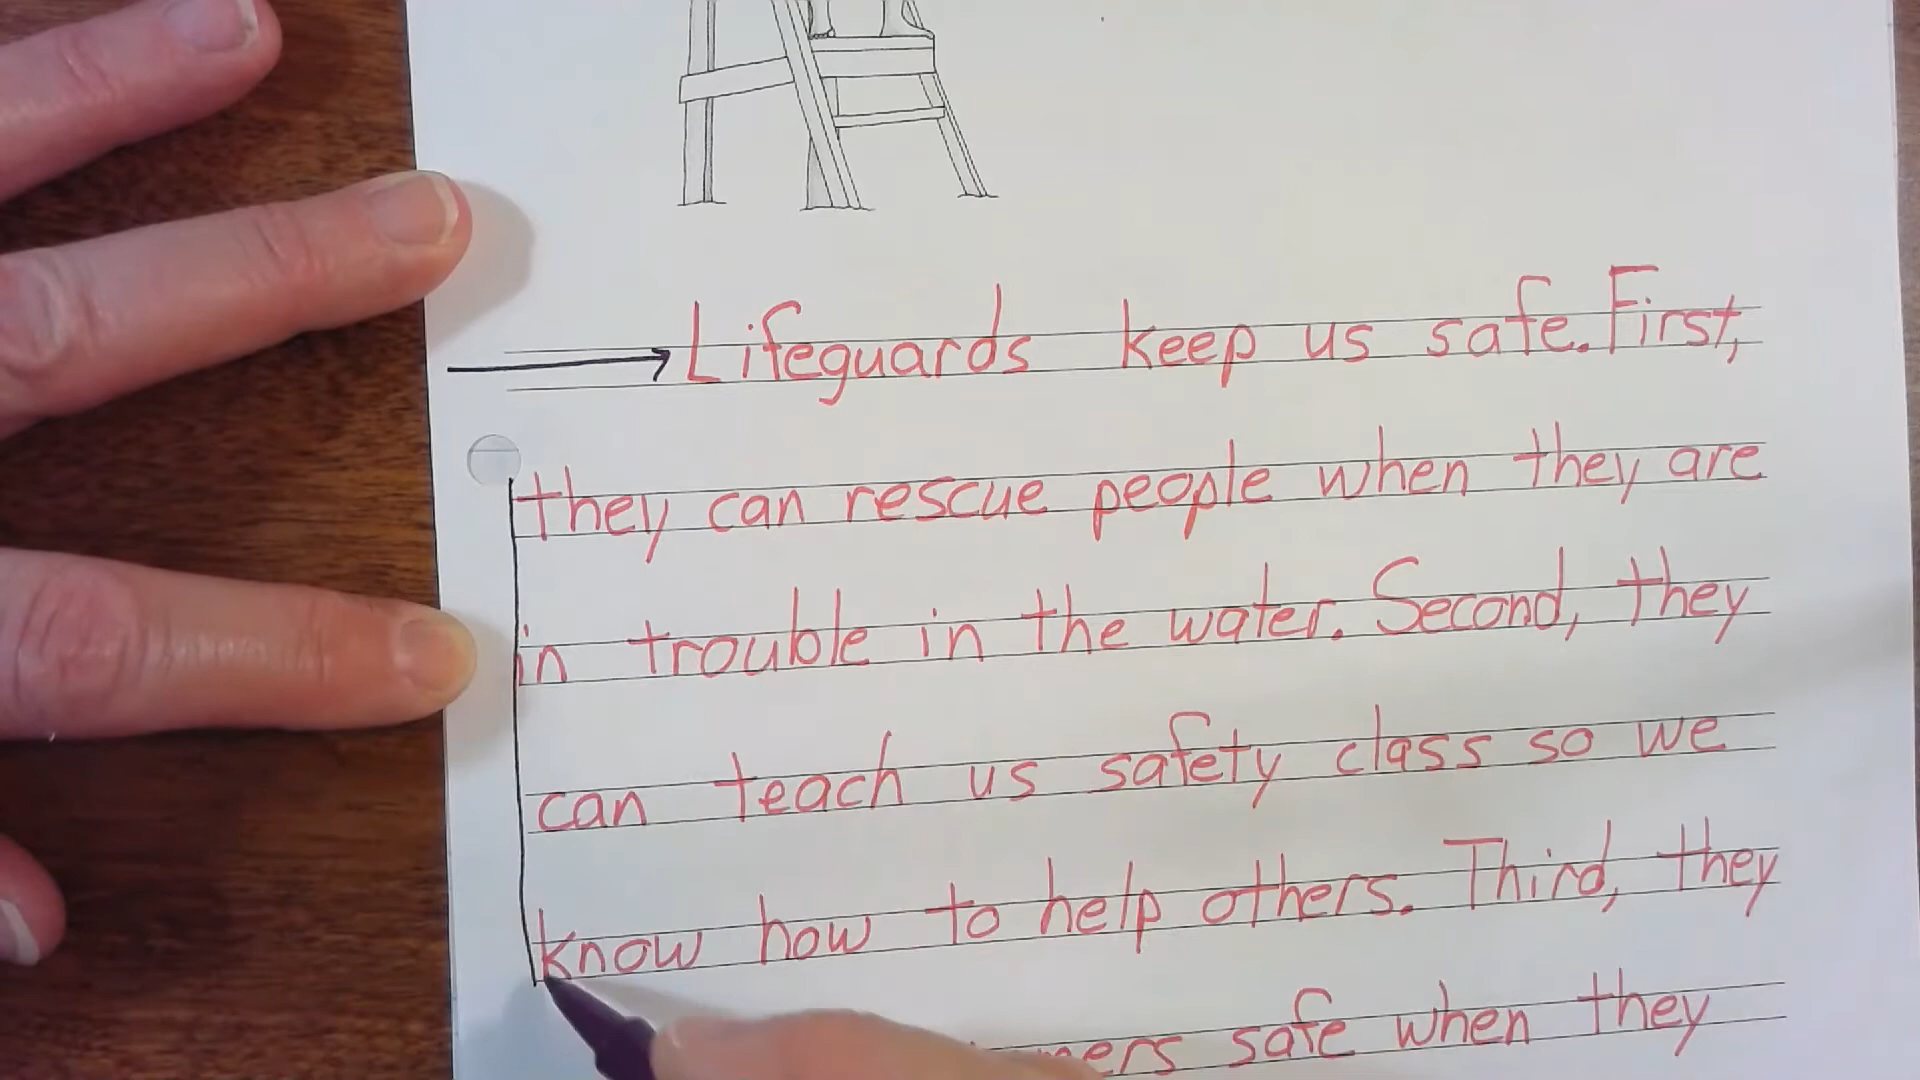 Lifeguards keep us safe. First,
they can rescue people when they are
in trouble in the water. Second, they
can teach us safety class so we
know how to help others. Third, they
safe when they